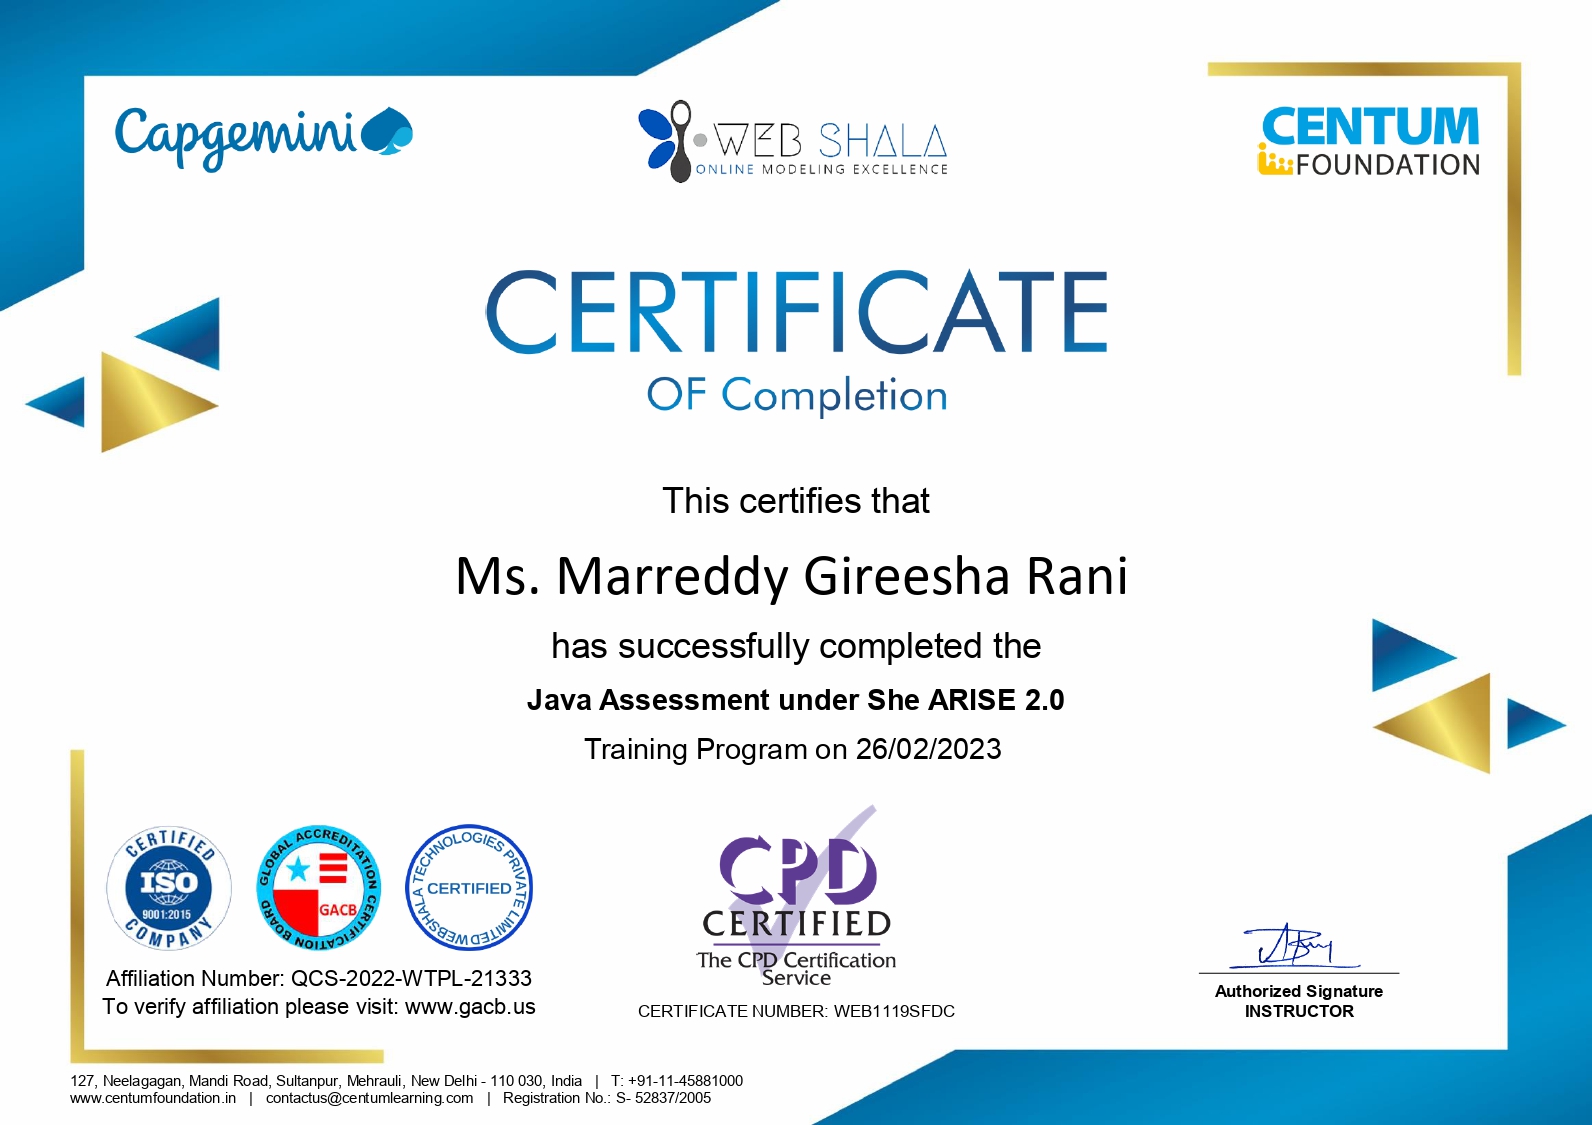 Capgemini
WEB SHALA
ONLINE MODELING EXCELLENCE
CENTUM
FOUNDATION
CERTIFICATE
OF Completion
This certifies that
Ms. Marreddy Gireesha Rani
has successfully completed the
Java Assessment under She ARISE 2.0
Training Program on 26/02/2023
CERTIFIED
ISO
9001:2015
COMPANY
GLOBAL ACCREDITATION CERTIFICATION BOARD
GACB
WEBSHALA TECHNOLOGIES PRIVATE LIMITED
CERTIFIED
Affiliation Number: QCS-2022-WTPL-21333
To verify affiliation please visit: www.gacb.us
CPD
CERTIFIED
The CPD Certification
Service
CERTIFICATE NUMBER: WEB1119SFDC
Authorized Signature
INSTRUCTOR
127, Neelagagan, Mandi Road, Sultanpur, Mehrauli, New Delhi - 110 030, India | T: +91-11-45881000
www.centumfoundation.in | contactus@centumlearning.com | Registration No.: S- 52837/2005